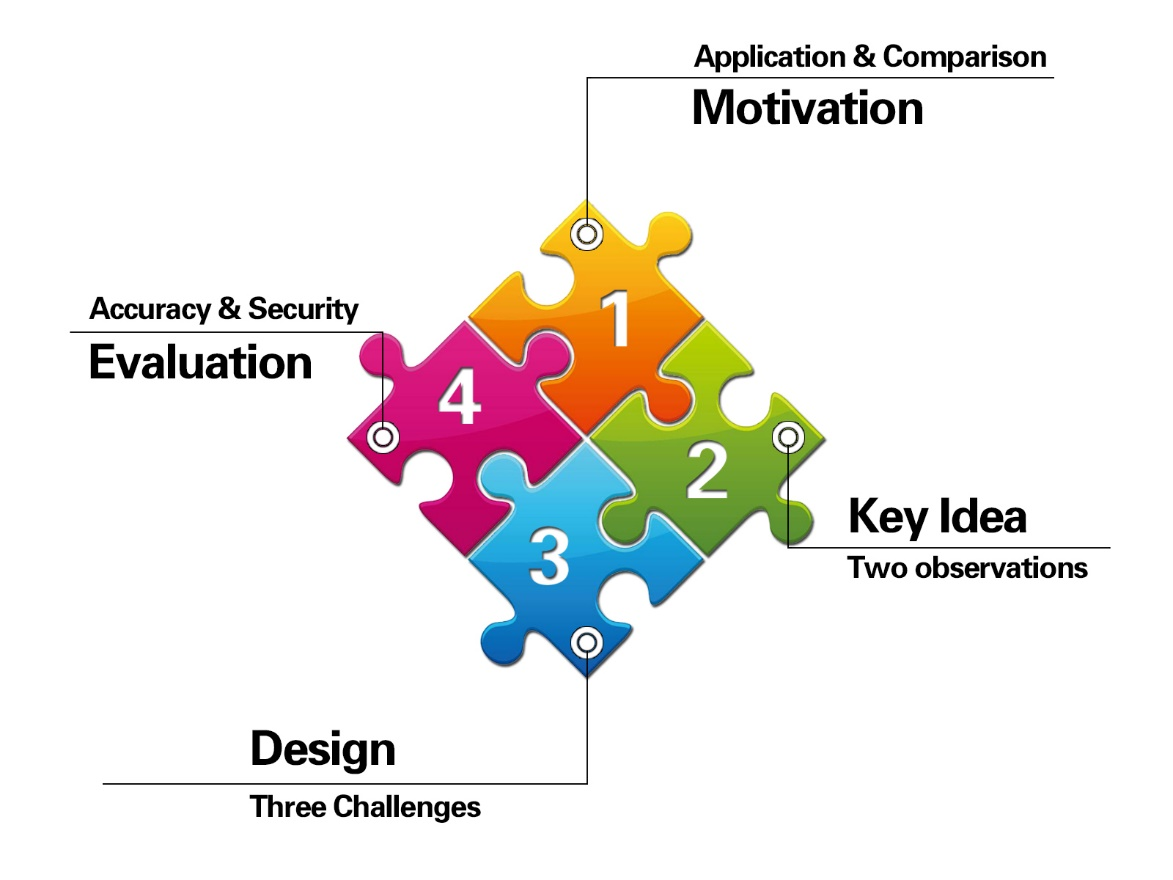 Application & Comparison
Motivation
1
Accuracy & Security
Evaluation
4
2
Key Idea
Two observations
3
Design
Three Challenges